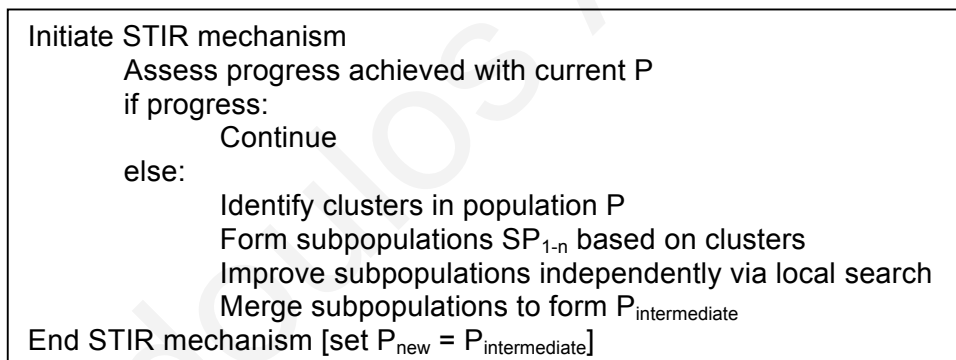 Initiate STIR mechanism
Assess progress achieved with current P
if progress:
Continue
else:
Identify clusters in population P
Form subpopulations SP1-n based on clusters
Improve subpopulations independently via local search
Merge subpopulations to form Pintermediate
End STIR mechanism [set Pnew = Pintermediate]